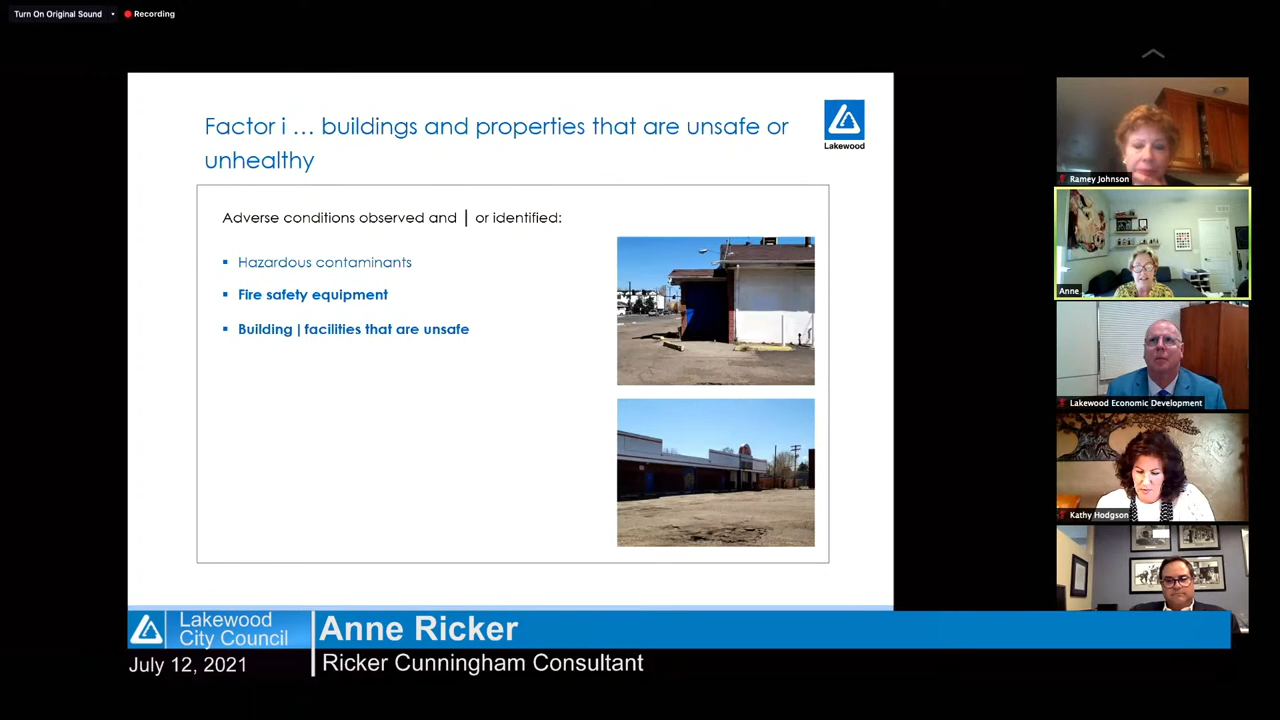 Turn On Original Sound
Recording
Factor i … buildings and properties that are unsafe or
unhealthy
Lakewood
Adverse conditions observed and | or identified:
▪ Hazardous contaminants
▪ Fire safety equipment
▪ Building | facilities that are unsafe
Ramey Johnson
Anne
Lakewood Economic Development
Kathy Hodgson
Lakewood
City Council
Anne Ricker
July 12, 2021
Ricker Cunningham Consultant